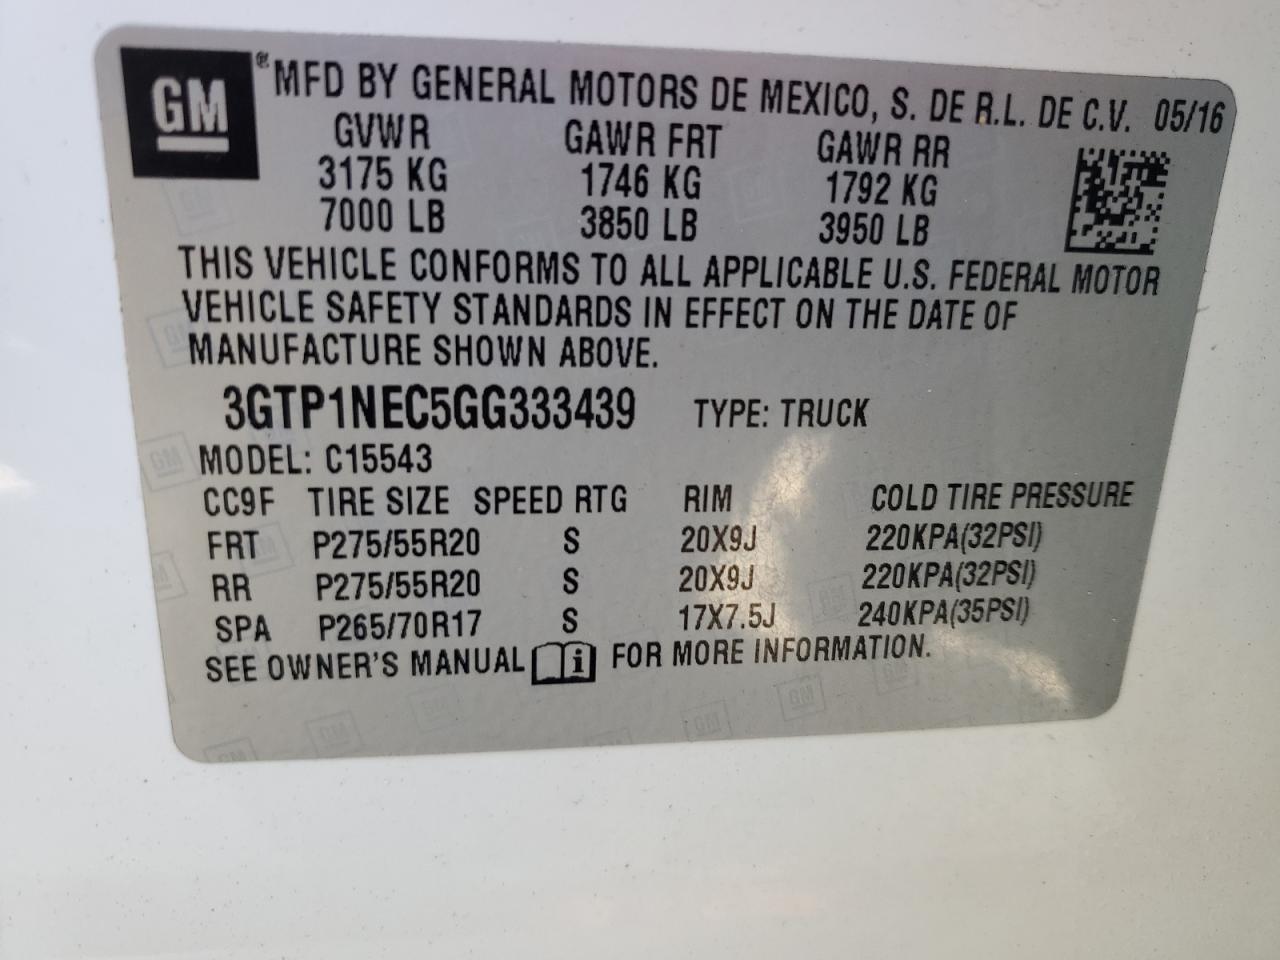 GM® MFD BY GENERAL MOTORS DE MEXICO, S. DE R.L. DE C.V. 05/16
GVWR GAWR FRT GAWR RR
3175 KG 1746 KG 1792 KG
7000 LB 3850 LB 3950 LB
THIS VEHICLE CONFORMS TO ALL APPLICABLE U.S. FEDERAL MOTOR
VEHICLE SAFETY STANDARDS IN EFFECT ON THE DATE OF
MANUFACTURE SHOWN ABOVE.
3GTP1NEC5GG333439 TYPE: TRUCK
MODEL: C15543
CC9F TIRE SIZE SPEED RTG RIM COLD TIRE PRESSURE
FRT P275/55R20 S 20X9J 220KPA(32PSI)
RR P275/55R20 S 20X9J 220KPA(32PSI)
SPA P265/70R17 S 17X7.5J 240KPA(35PSI)
SEE OWNER'S MANUAL i FOR MORE INFORMATION.